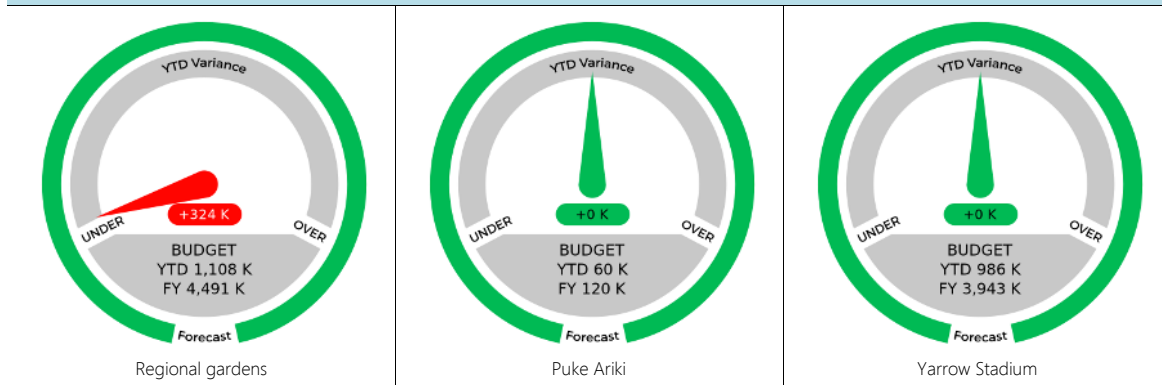 YTD Variance
+324 K
UNDER
OVER
BUDGET
YTD 1,108 K
FY 4,491 K
Forecast
Regional gardens
YTD Variance
+0 K
UNDER
OVER
BUDGET
YTD 60 K
FY 120 K
Forecast
Puke Ariki
YTD Variance
+0 K
UNDER
OVER
BUDGET
YTD 986 K
FY 3,943 K
Forecast
Yarrow Stadium